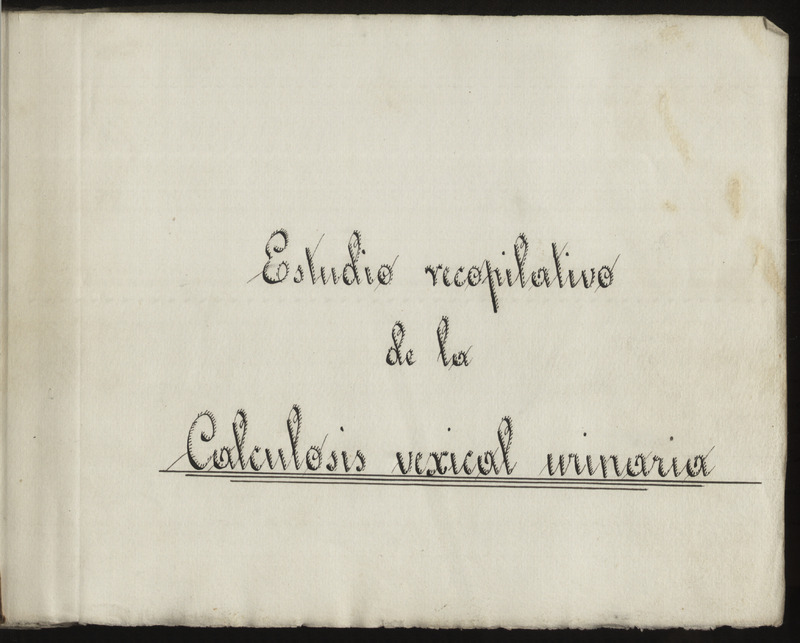 Estudio recopilativo
de la
Calculosis vexical urinaria